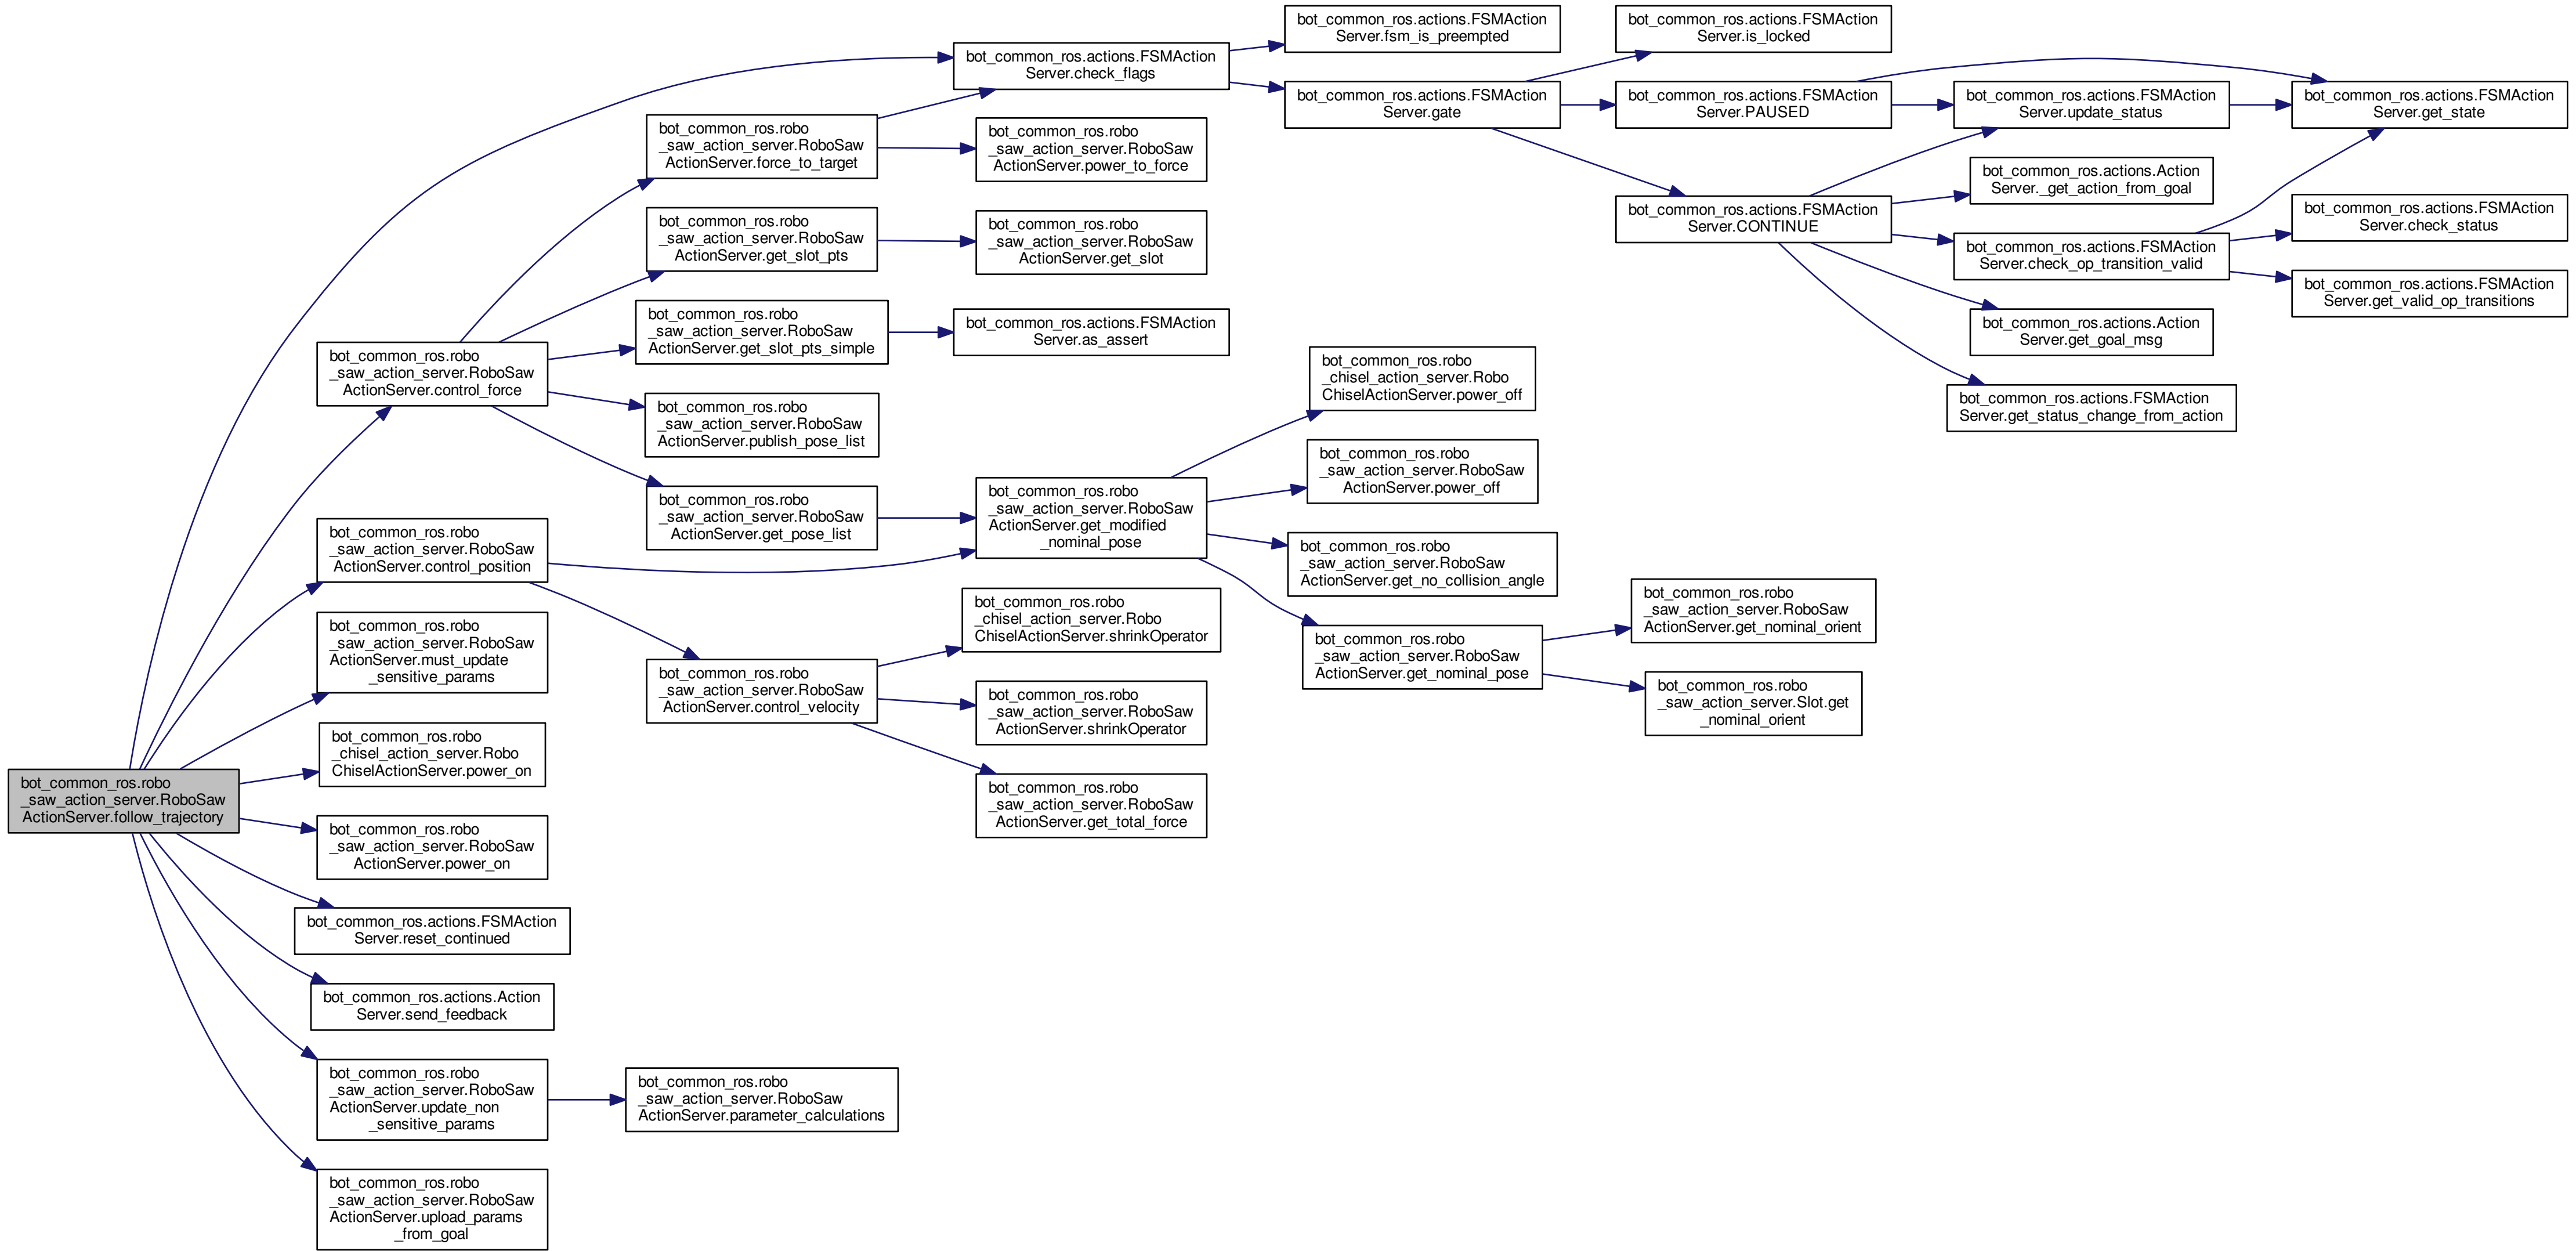 bot_common_ros.robo
_saw_action_server.RoboSaw
ActionServer.follow_trajectory
bot_common_ros.actions.FSMAction
Server.check_flags
bot_common_ros.actions.FSMAction
Server.fsm_is_preempted
bot_common_ros.actions.FSMAction
Server.gate
bot_common_ros.actions.FSMAction
Server.is_locked
bot_common_ros.actions.FSMAction
Server.PAUSED
bot_common_ros.actions.FSMAction
Server.update_status
bot_common_ros.actions.FSMAction
Server.get_state
bot_common_ros.actions.FSMAction
Server.CONTINUE
bot_common_ros.actions.Action
Server._get_action_from_goal
bot_common_ros.actions.FSMAction
Server.check_op_transition_valid
bot_common_ros.actions.FSMAction
Server.check_status
bot_common_ros.actions.FSMAction
Server.get_valid_op_transitions
bot_common_ros.actions.Action
Server.get_goal_msg
bot_common_ros.actions.FSMAction
Server.get_status_change_from_action
bot_common_ros.robo
_saw_action_server.RoboSaw
ActionServer.control_force
bot_common_ros.robo
_saw_action_server.RoboSaw
ActionServer.force_to_target
bot_common_ros.robo
_saw_action_server.RoboSaw
ActionServer.power_to_force
bot_common_ros.robo
_saw_action_server.RoboSaw
ActionServer.get_slot_pts
bot_common_ros.robo
_saw_action_server.RoboSaw
ActionServer.get_slot
bot_common_ros.robo
_saw_action_server.RoboSaw
ActionServer.get_slot_pts_simple
bot_common_ros.actions.FSMAction
Server.as_assert
bot_common_ros.robo
_saw_action_server.RoboSaw
ActionServer.publish_pose_list
bot_common_ros.robo
_saw_action_server.RoboSaw
ActionServer.get_pose_list
bot_common_ros.robo
_saw_action_server.RoboSaw
ActionServer.get_modified
_nominal_pose
bot_common_ros.robo
_chisel_action_server.Robo
ChiselActionServer.power_off
bot_common_ros.robo
_saw_action_server.RoboSaw
ActionServer.power_off
bot_common_ros.robo
_saw_action_server.RoboSaw
ActionServer.get_no_collision_angle
bot_common_ros.robo
_saw_action_server.RoboSaw
ActionServer.get_nominal_pose
bot_common_ros.robo
_saw_action_server.RoboSaw
ActionServer.get_nominal_orient
bot_common_ros.robo
_saw_action_server.Slot.get
_nominal_orient
bot_common_ros.robo
_saw_action_server.RoboSaw
ActionServer.control_position
bot_common_ros.robo
_saw_action_server.RoboSaw
ActionServer.control_velocity
bot_common_ros.robo
_chisel_action_server.Robo
ChiselActionServer.shrinkOperator
bot_common_ros.robo
_saw_action_server.RoboSaw
ActionServer.shrinkOperator
bot_common_ros.robo
_saw_action_server.RoboSaw
ActionServer.get_total_force
bot_common_ros.robo
_saw_action_server.RoboSaw
ActionServer.must_update
_sensitive_params
bot_common_ros.robo
_chisel_action_server.Robo
ChiselActionServer.power_on
bot_common_ros.robo
_saw_action_server.RoboSaw
ActionServer.power_on
bot_common_ros.actions.FSMAction
Server.reset_continued
bot_common_ros.actions.Action
Server.send_feedback
bot_common_ros.robo
_saw_action_server.RoboSaw
ActionServer.update_non
_sensitive_params
bot_common_ros.robo
_saw_action_server.RoboSaw
ActionServer.parameter_calculations
bot_common_ros.robo
_saw_action_server.RoboSaw
ActionServer.upload_params
_from_goal